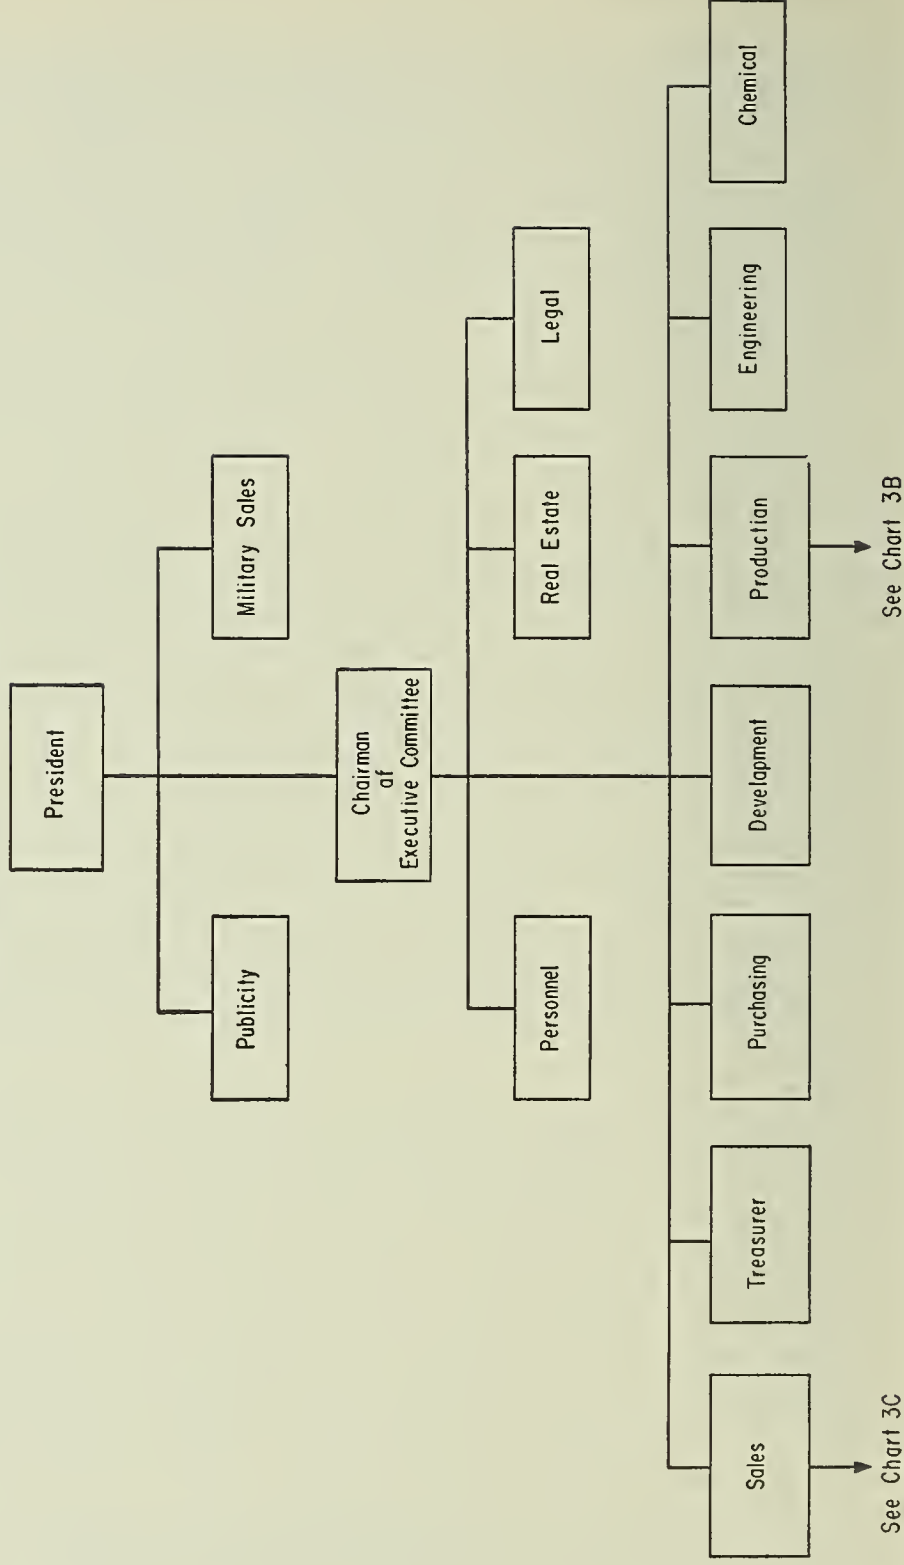 President
Publicity
Military Sales
Chairman
af
Executive Committee
Personnel
Real Estate
Legal
Sales
Treasurer
Purchasing
Development
Production
Engineering
Chemical
See Chart 3C
See Chart 3B